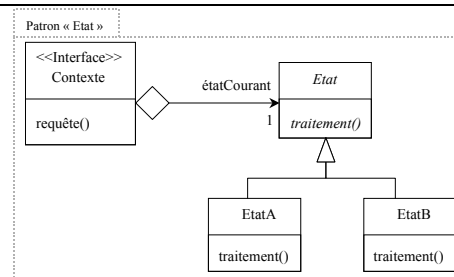 Patron « Etat »
<<Interface>>
Contexte
requête()
étatCourant
1
Etat
traitement()
EtatA
traitement()
EtatB
traitement()